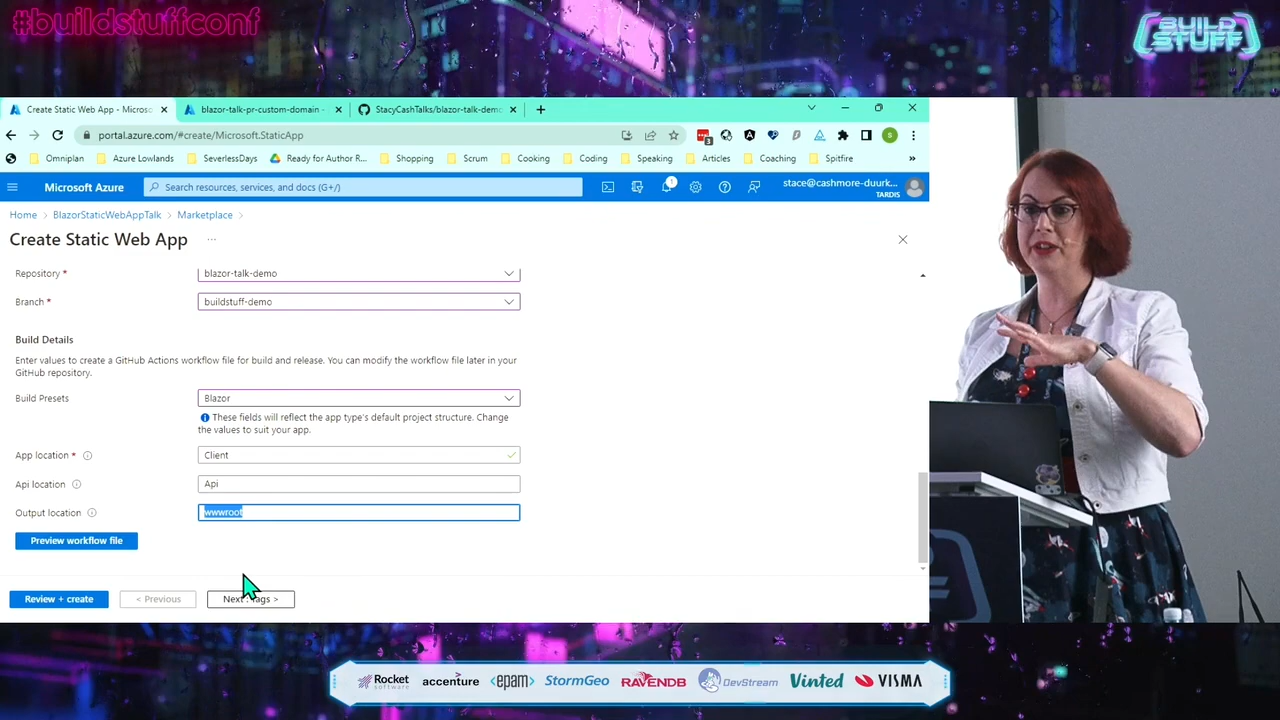 #buildstuffconf
BUILD STUFF
Create Static Web App - Microso
blazor-talk-pr-custom-domain -
StacyCashTalks/blazor-talk-demo
portal.azure.com/#create/Microsoft.StaticApp
3
s
Omniplan
Azure Lowlands
SeverlessDays
Ready for Author R...
Shopping
Scrum
Cooking
Coding
Speaking
Articles
Coaching
Spitfire
»
Microsoft Azure
Search resources, services, and docs (G+/)
1
stace@cashmore-duurk...
TARDIS
Home > BlazorStaticWebAppTalk > Marketplace >
Create Static Web App ...
Repository * blazor-talk-demo
Branch * buildstuff-demo
Build Details
Enter values to create a GitHub Actions workflow file for build and release. You can modify the workflow file later in your
GitHub repository.
Build Presets Blazor
These fields will reflect the app type's default project structure. Change
the values to suit your app.
App location * Client
Api location Api
Output location wwwroot
Preview workflow file
Review + create
< Previous
Next : Tags >
Rocket software
accenture
<epam>
StormGeo
RAVENDB
DevStream
Vinted
VISMA